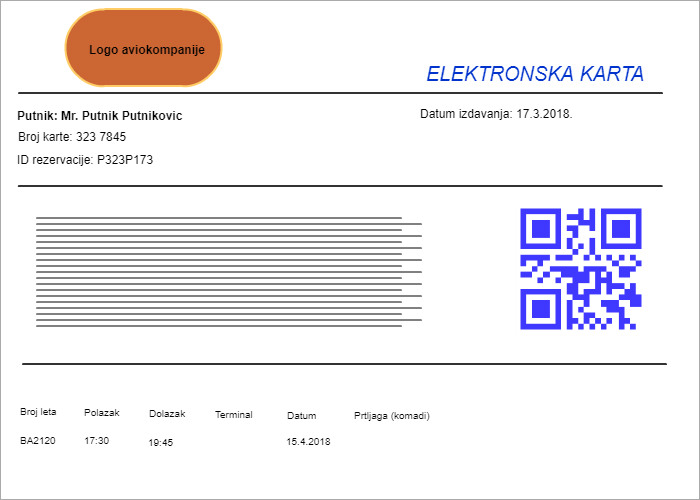 Logo aviokompanije
ELEKTRONSKA KARTA
Putnik: Mr. Putnik Putnikovic
Datum izdavanja: 17.3.2018.
Broj karte: 323 7845
ID rezervacije: P323P173
Broj leta Polazak Dolazak Terminal Datum Prtljaga (komadi)
BA2120 17:30 19:45 15.4.2018